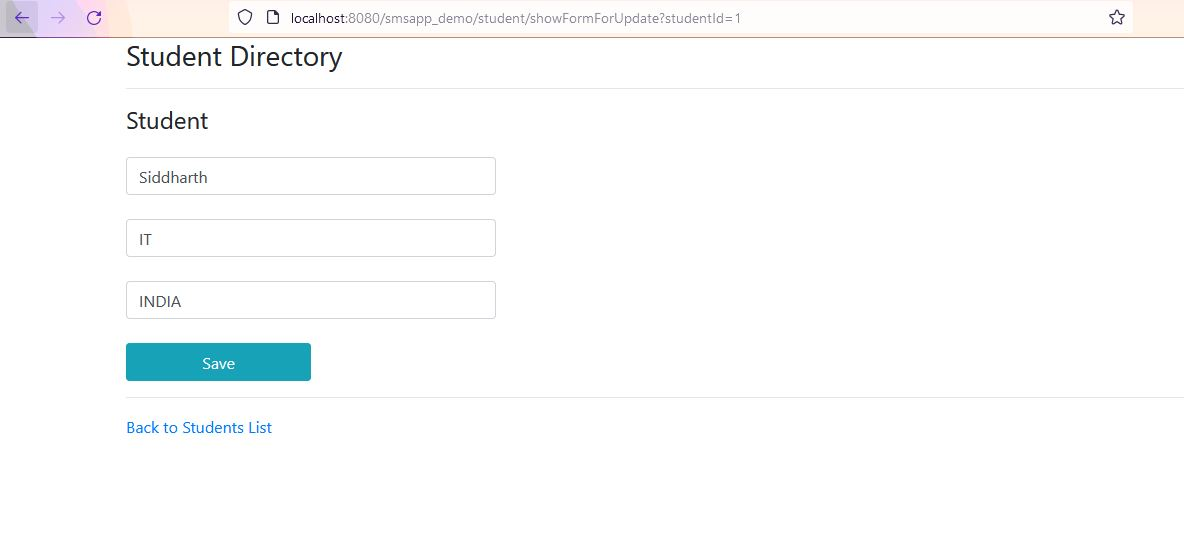 localhost:8080/smsapp_demo/student/showFormForUpdate?studentId=1
Student Directory
Student
Siddharth
IT
INDIA
Save
Back to Students List